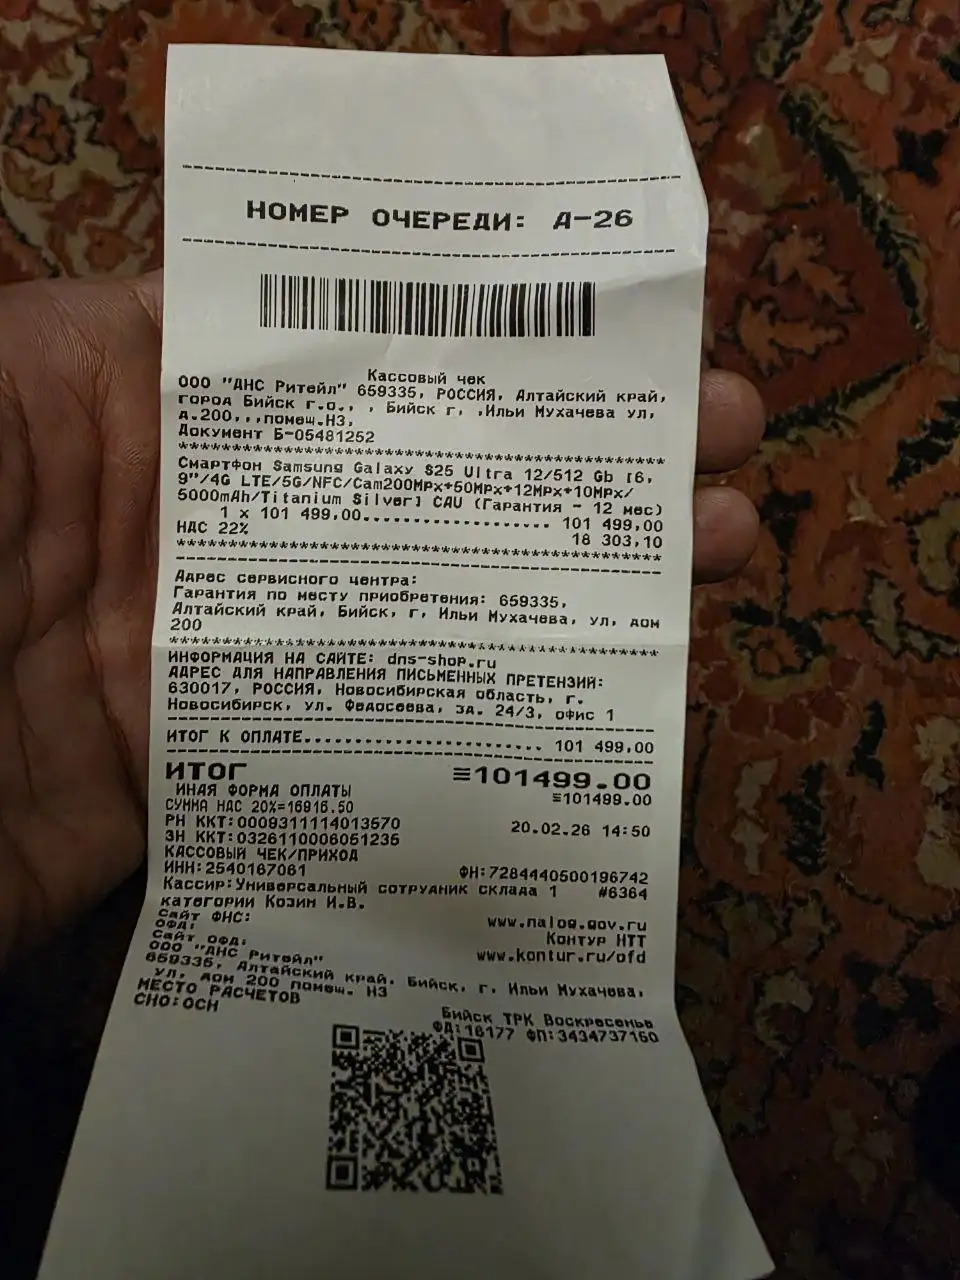 НОМЕР ОЧЕРЕДИ: Д-26
Кассовый чек
ООО "ДНС Ритейл" 659335, РОССИЯ, Алтайский край,
город Бийск г.о., , Бийск г, ,Ильи Мухачева ул,
д.200,,,помещ.Н3,
Документ Б-05481252
************************************************
Смартфон Samsung Galaxy S25 Ultra 12/512 Gb [6,
9"/4G LTE/5G/NFC/Cam200MPx+50MPx+12MPx+10MPx/
5000mAh/Titanium Silver] CAU (Гарантия - 12 мес)
1 x 101 499,00.................. 101 499,00
НДС 22% 18 303,10
************************************************
Адрес сервисного центра:
Гарантия по месту приобретения: 659335,
Алтайский край, Бийск, г, Ильи Мухачева, ул, дом
200
************************************************
ИНФОРМАЦИЯ НА САЙТЕ: dns-shop.ru
АДРЕС ДЛЯ НАПРАВЛЕНИЯ ПИСЬМЕННЫХ ПРЕТЕНЗИЙ:
630017, РОССИЯ, Новосибирская область, г.
Новосибирск, ул. Федосеева, зд. 24/3, офис 1
ИТОГ К ОПЛАТЕ....................... 101 499,00
ИТОГ ≡101499.00
ИНАЯ ФОРМА ОПЛАТЫ ≡101499.00
СУММА НДС 20%=16916.50
РН ККТ:0009311114013570 20.02.26 14:50
ЗН ККТ:0326110006051235
КАССОВЫЙ ЧЕК/ПРИХОД
ИНН:2540167061 ФН:7284440500196742
Кассир:Универсальный сотрудник склада 1 #6364
категории Козин И.В.
Сайт ФНС: www.nalog.gov.ru
ОФД: Контур НТТ
Сайт ОФД: www.kontur.ru/ofd
ООО "ДНС Ритейл"
659335, Алтайский край, Бийск, г, Ильи Мухачева,
ул, дом 200 помещ. Н3
МЕСТО РАСЧЕТОВ Бийск ТРК Воскресенье
СНО:ОСН ФД:16177 ФП:3434737150